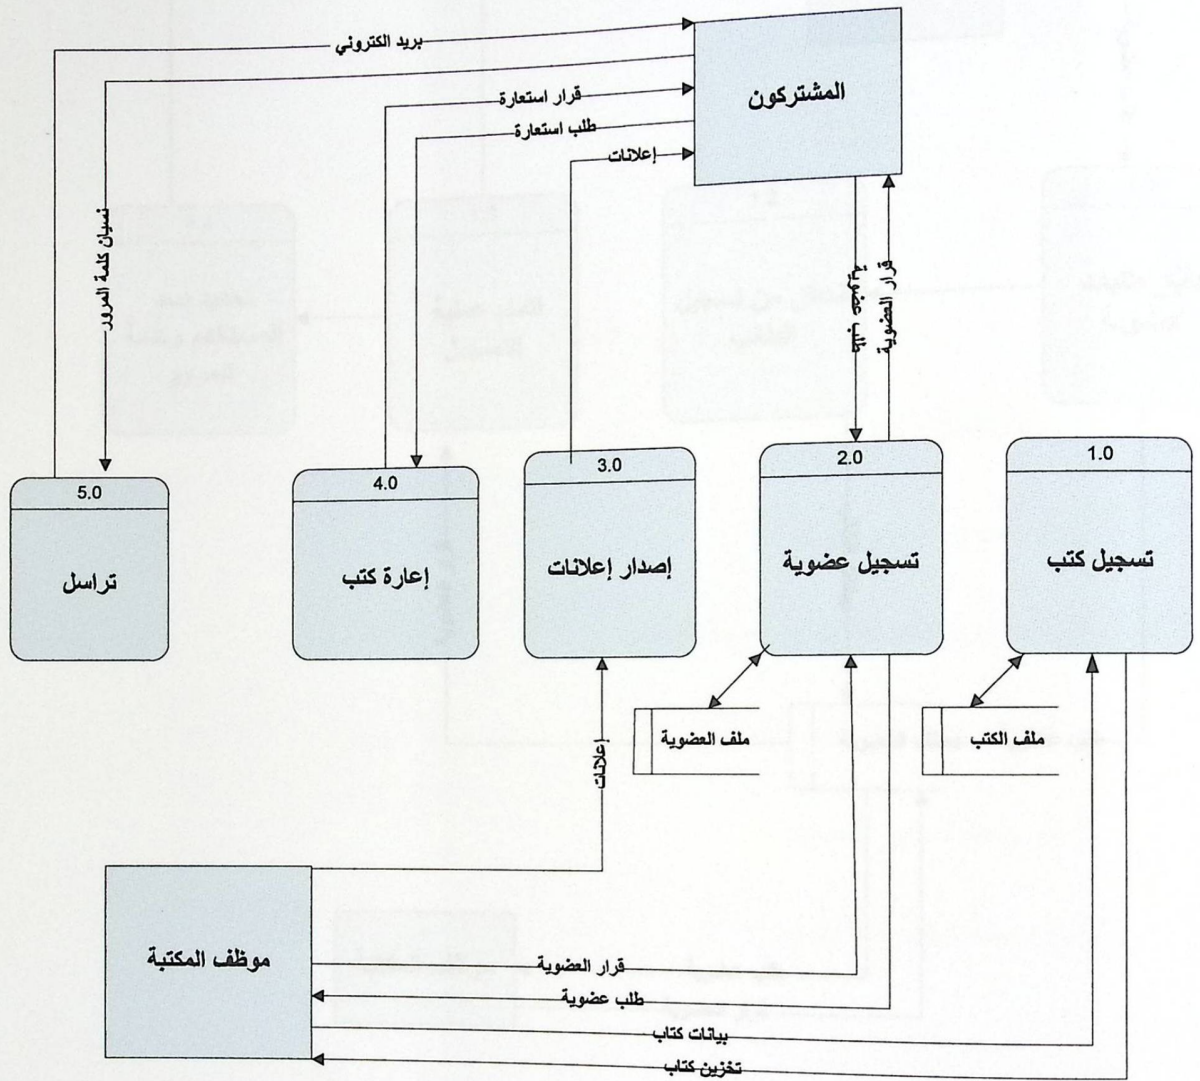 بريد الكتروني
المشتركون
قرار استعارة
طلب استعارة
إعلانات
نسيان كلمة المرور
قرار العضوية
طلب عضوية
1.0
تسجيل كتب
2.0
تسجيل عضوية
3.0
إصدار إعلانات
4.0
إعارة كتب
5.0
تراسل
ملف الكتب
ملف العضوية
إعلانات
موظف المكتبة
قرار العضوية
طلب عضوية
بيانات كتاب
تخزين كتاب